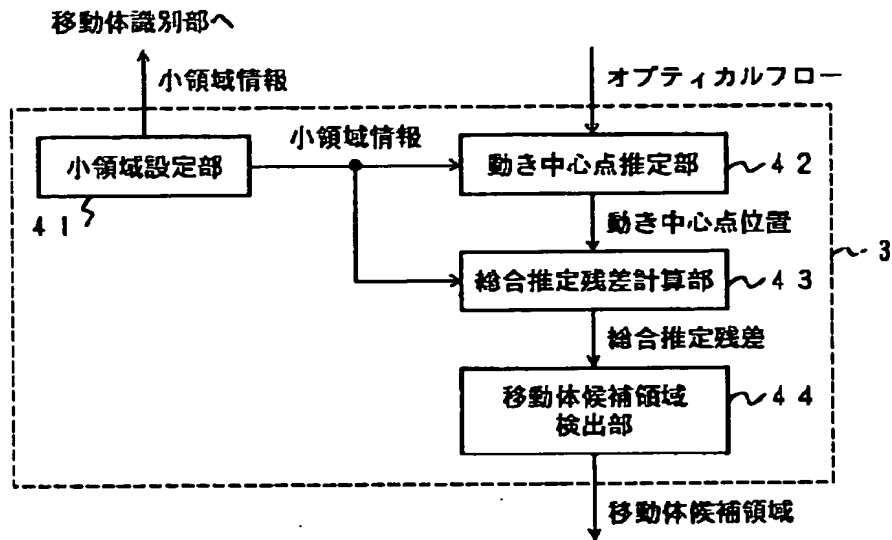 移動体識別部へ
小領域情報
オプティカルフロー
小領域情報
小領域設定部
動き中心点推定部
42
41
動き中心点位置
3
総合推定残差計算部
43
総合推定残差
移動体候補領域
検出部
44
移動体候補領域